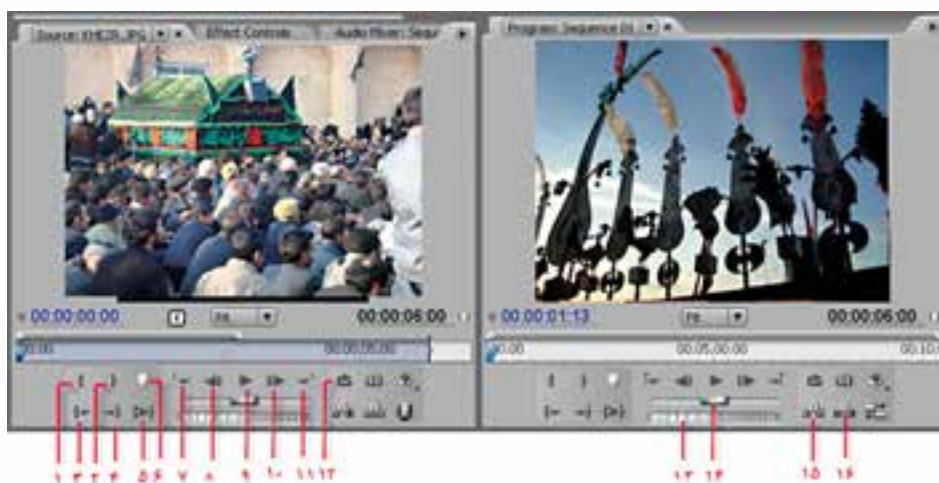 Source: KHEIR.JPG Effect Controls Audio Mixer: Sequ
Program: Sequence 01
00:00:00:00 Fit 00:00:06:00
00:00:01:13 Fit 00:00:06:00
00:00 00:00:05:00
00:00 00:05:00:00 00:10:
۱ ۳ ۲ ۴ ۵ ۶ ۷ ۸ ۹ ۱۰ ۱۱ ۱۲
۱۳ ۱۴ ۱۵ ۱۶